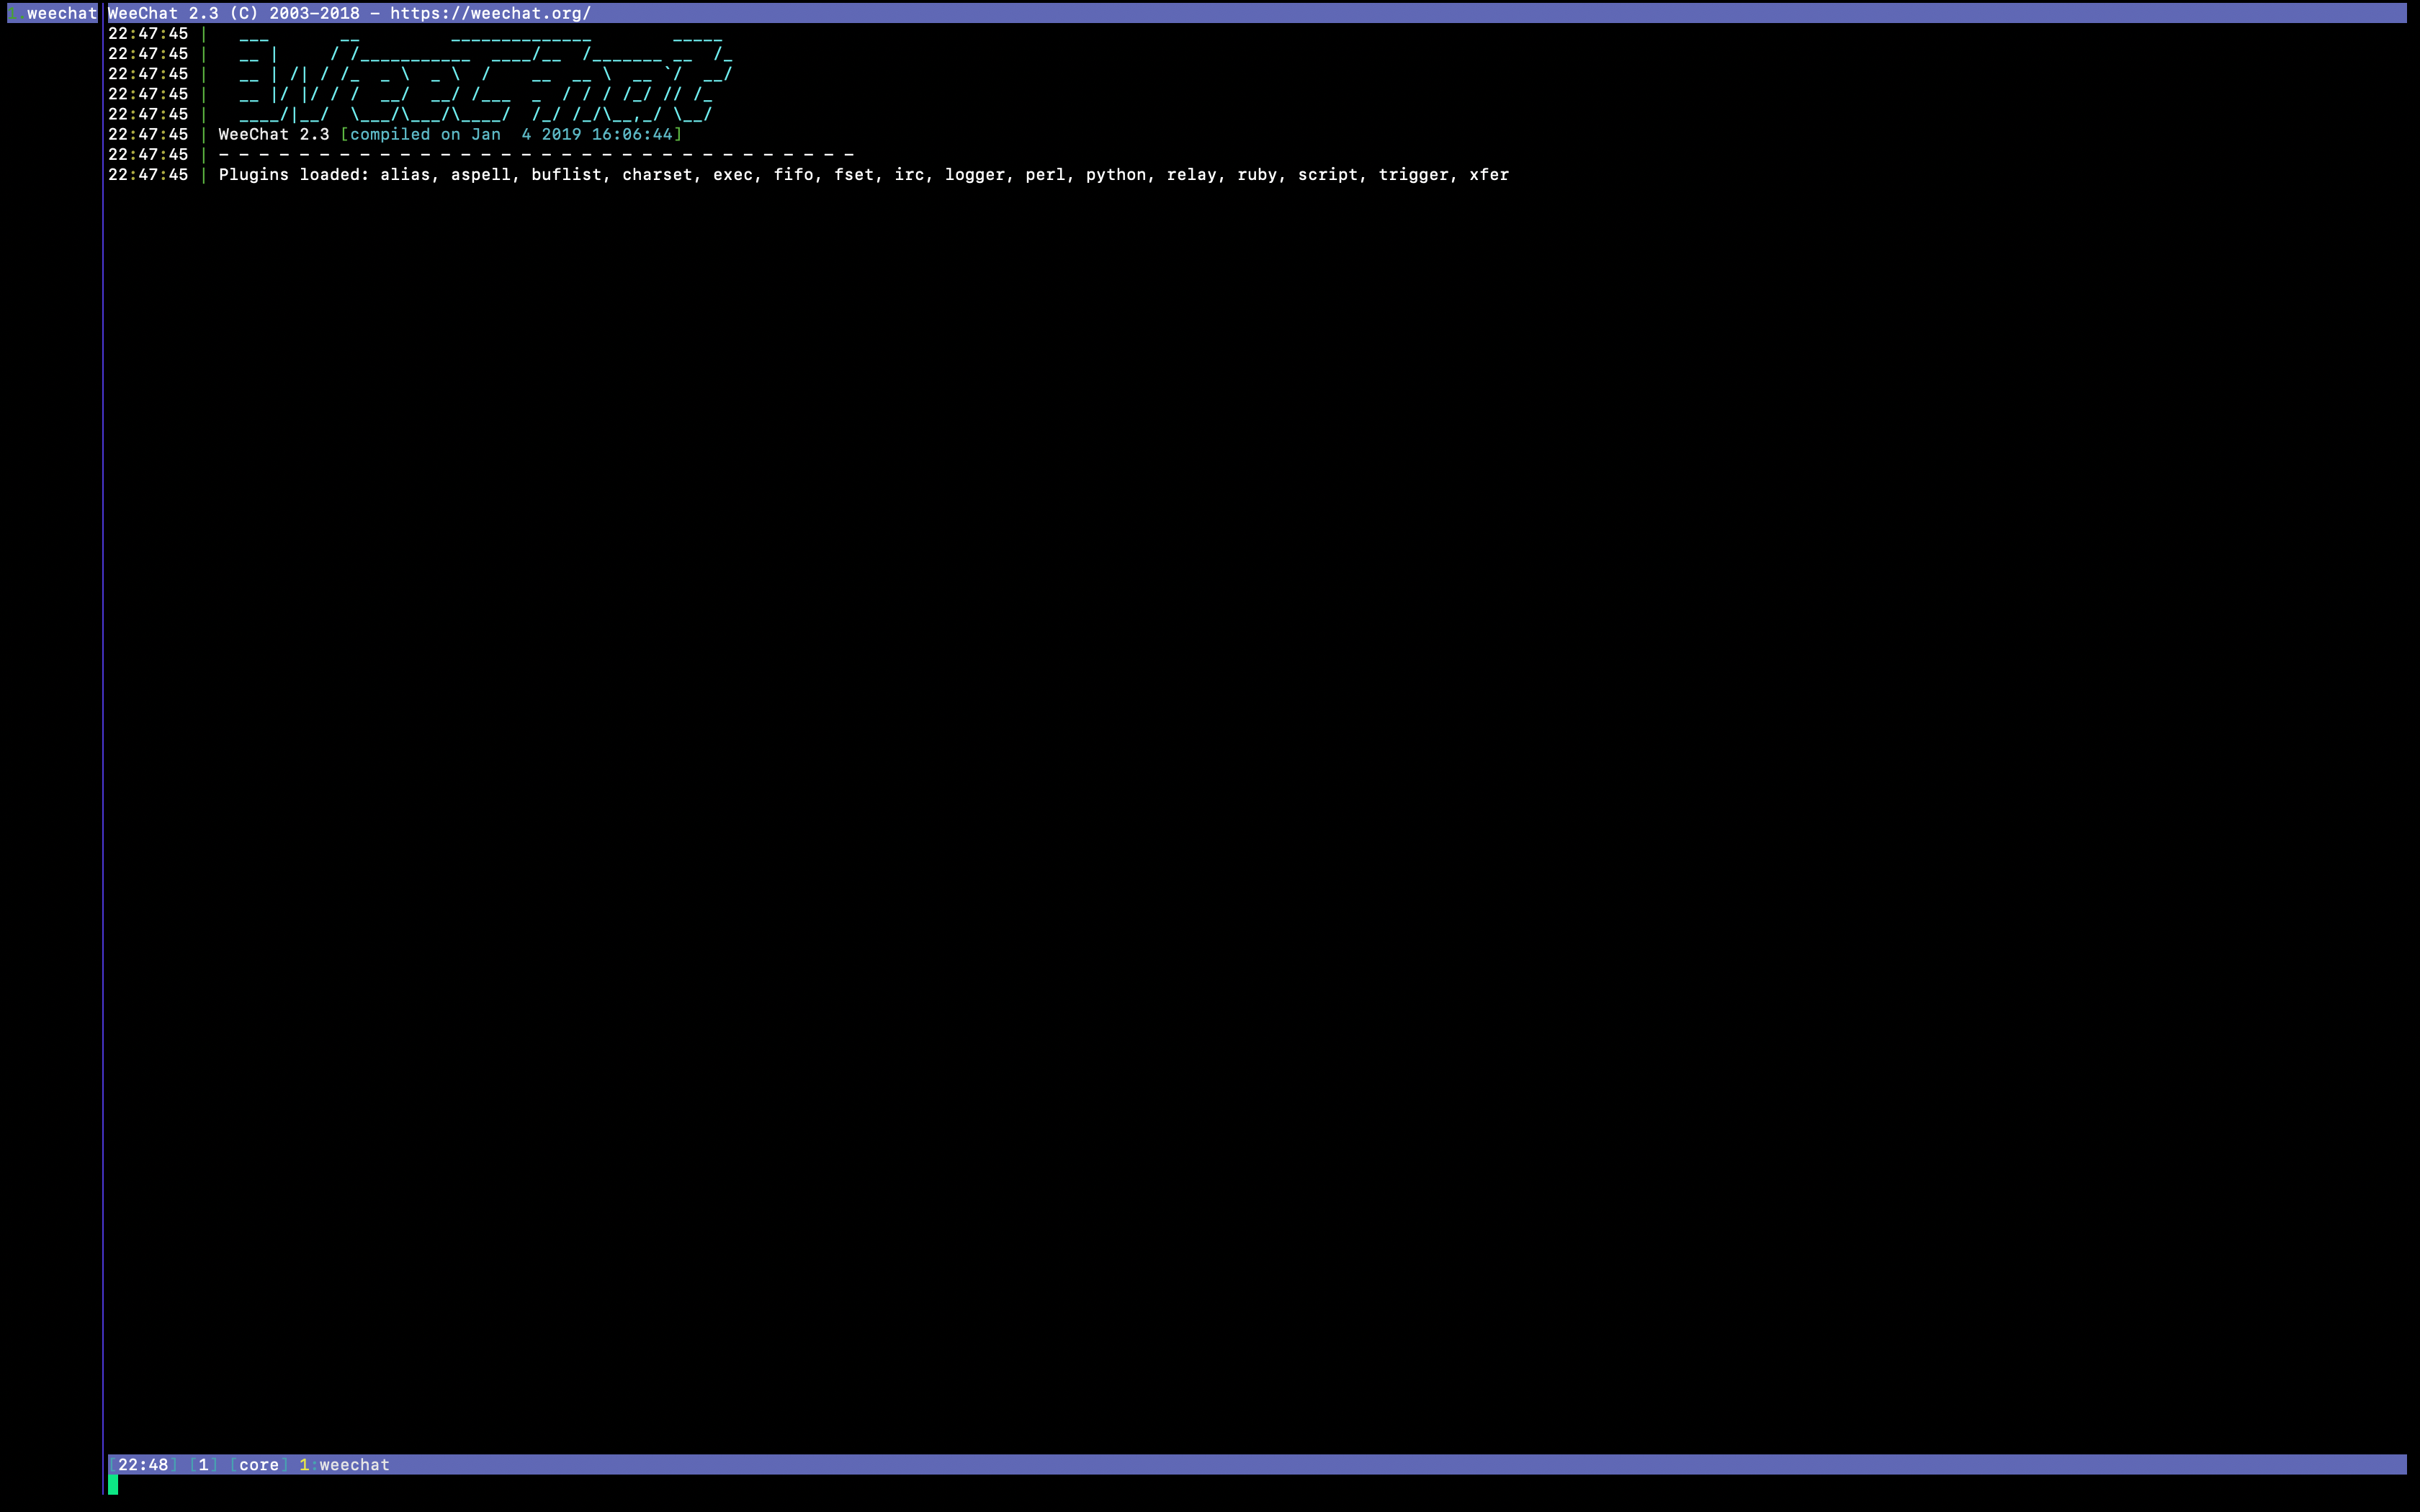 1.weechat
WeeChat 2.3 (C) 2003-2018 - https://weechat.org/
22:47:45 |   ___       __         ______________        _____
22:47:45 |   __ |     / /___________  ____/__  /_______ __  /_
22:47:45 |   __ | /| / /_  _ \  _ \  /    __  __ \  __ `/  __/
22:47:45 |   __ |/ |/ / /  __/  __/ /___  _  / / / /_/ // /_
22:47:45 |   ____/|__/  \___/\___/\____/  /_/ /_/\__,_/ \__/
22:47:45 | WeeChat 2.3 [compiled on Jan  4 2019 16:06:44]
22:47:45 | - - - - - - - - - - - - - - - - - - - - - - - - - - - - - - - -
22:47:45 | Plugins loaded: alias, aspell, buflist, charset, exec, fifo, fset, irc, logger, perl, python, relay, ruby, script, trigger, xfer
[22:48] [1] [core] 1:weechat